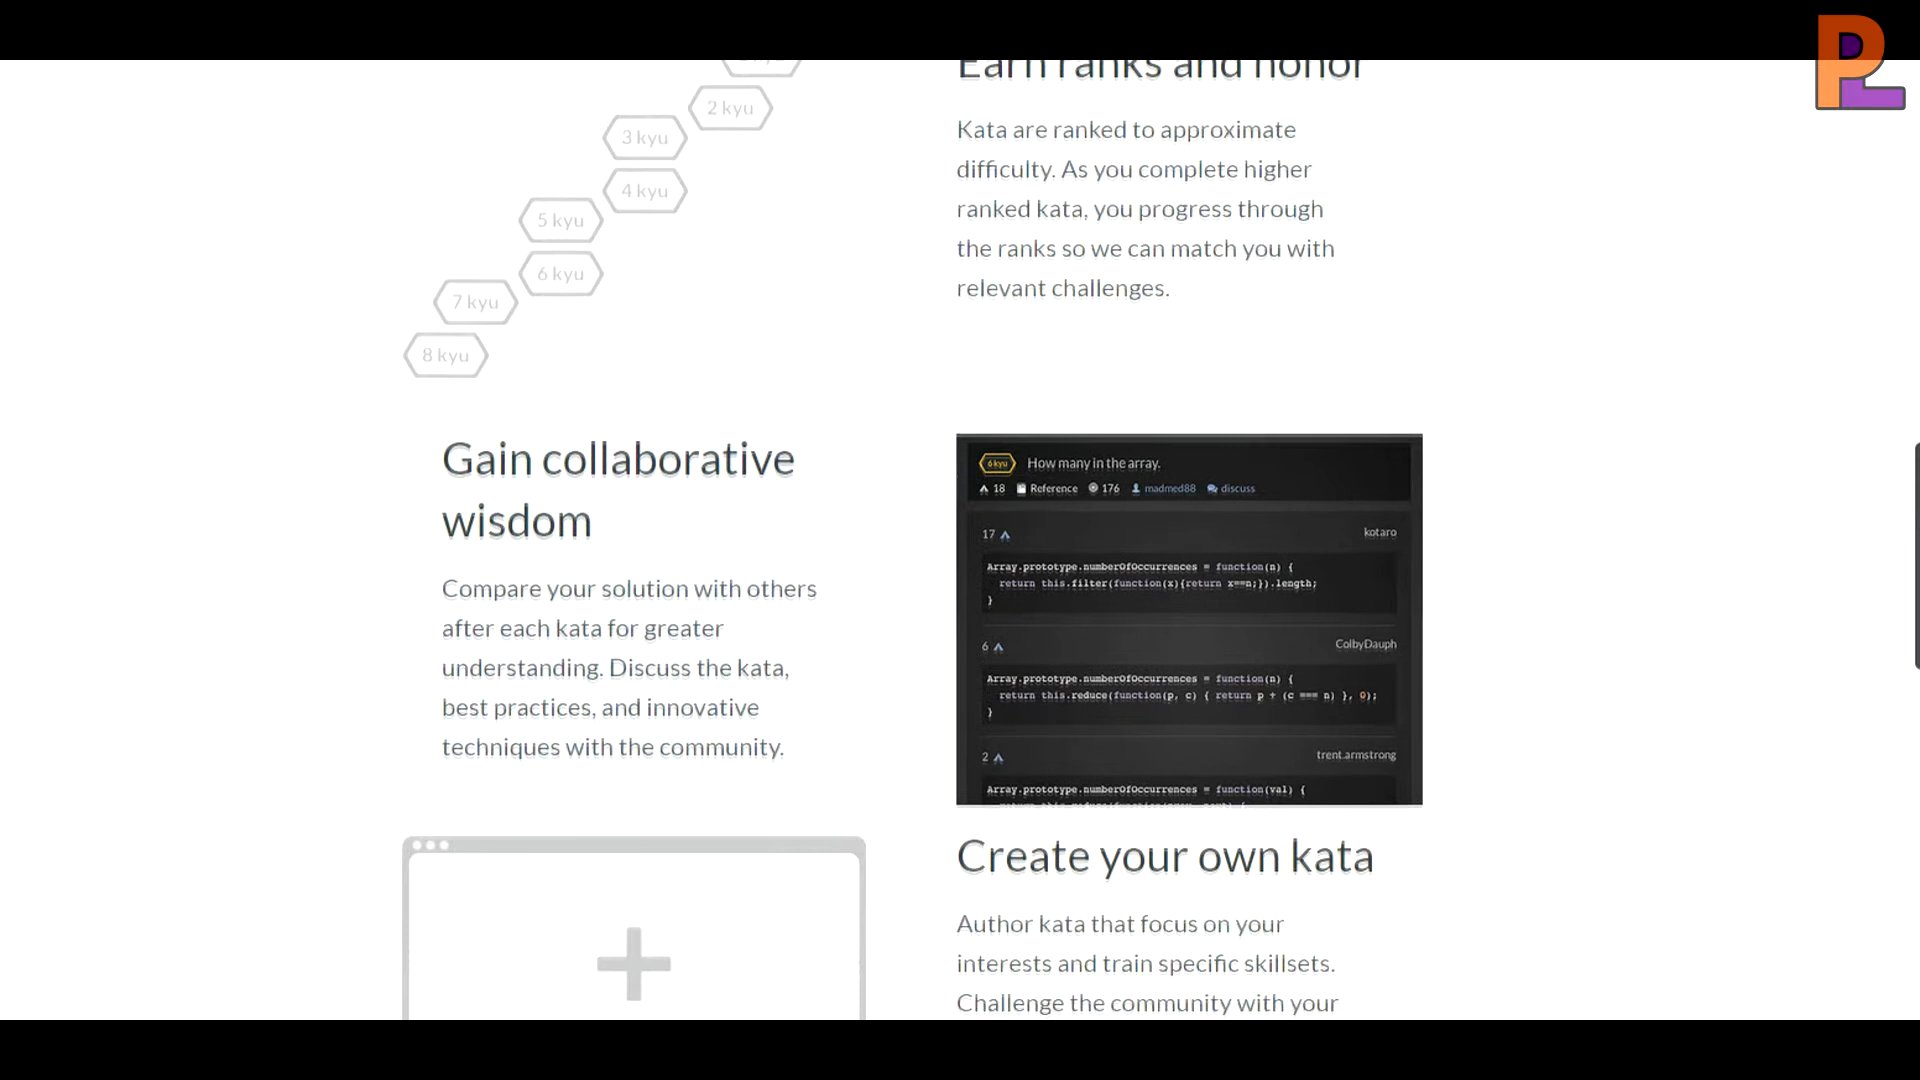 Earn ranks and honor
2 kyu
3 kyu
4 kyu
5 kyu
6 kyu
7 kyu
8 kyu
Kata are ranked to approximate
difficulty. As you complete higher
ranked kata, you progress through
the ranks so we can match you with
relevant challenges.
Gain collaborative
wisdom
Compare your solution with others
after each kata for greater
understanding. Discuss the kata,
best practices, and innovative
techniques with the community.
6 kyu How many in the array.
18 Reference 176 madmed88 discuss
17 kotaro
Array.prototype.numberOfOccurrences = function(n) {
return this.filter(function(x){return x==n;}).length;
}
6 ColbyDauph
Array.prototype.numberOfOccurrences = function(n) {
return this.reduce(function(p, c) { return p + (c === n) }, 0);
}
2 trent.armstrong
Array.prototype.numberOfOccurrences = function(val) {
Create your own kata
Author kata that focus on your
interests and train specific skillsets.
Challenge the community with your
PL